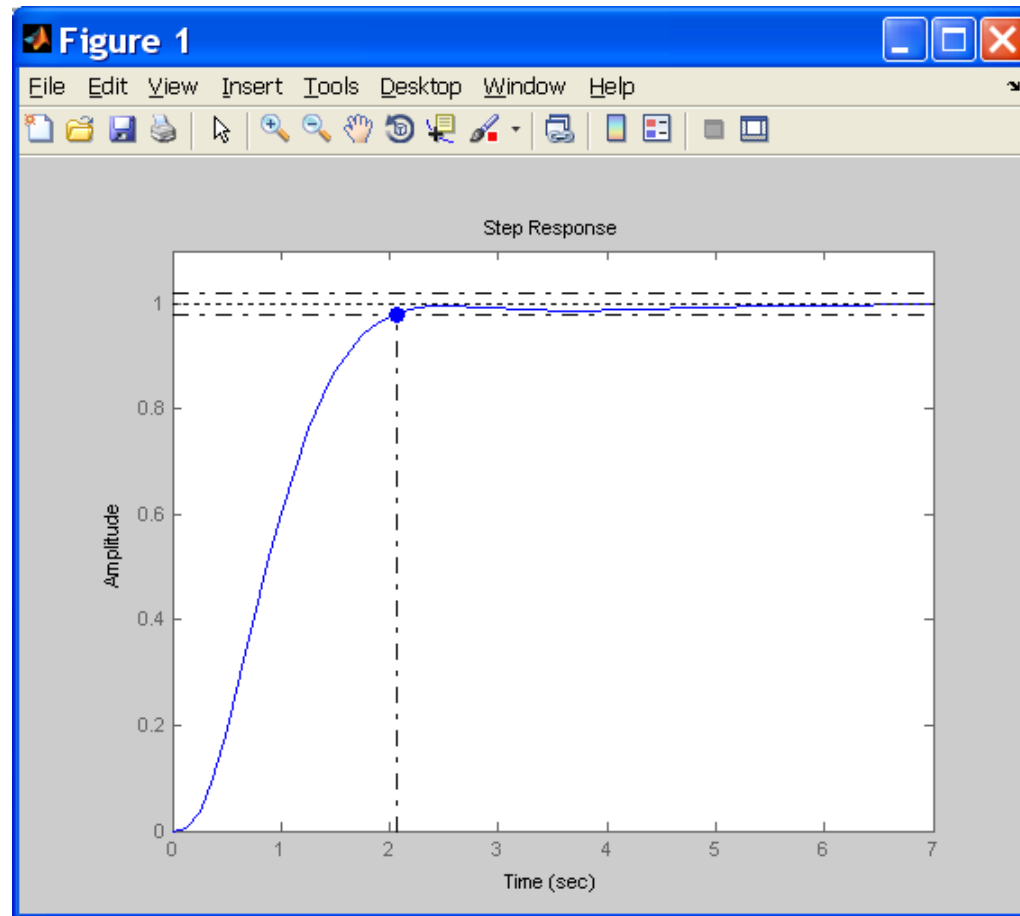 Figure 1
File Edit View Insert Tools Desktop Window Help
Step Response
1
0.8
0.6
0.4
0.2
0
Amplitude
0 1 2 3 4 5 6 7
Time (sec)